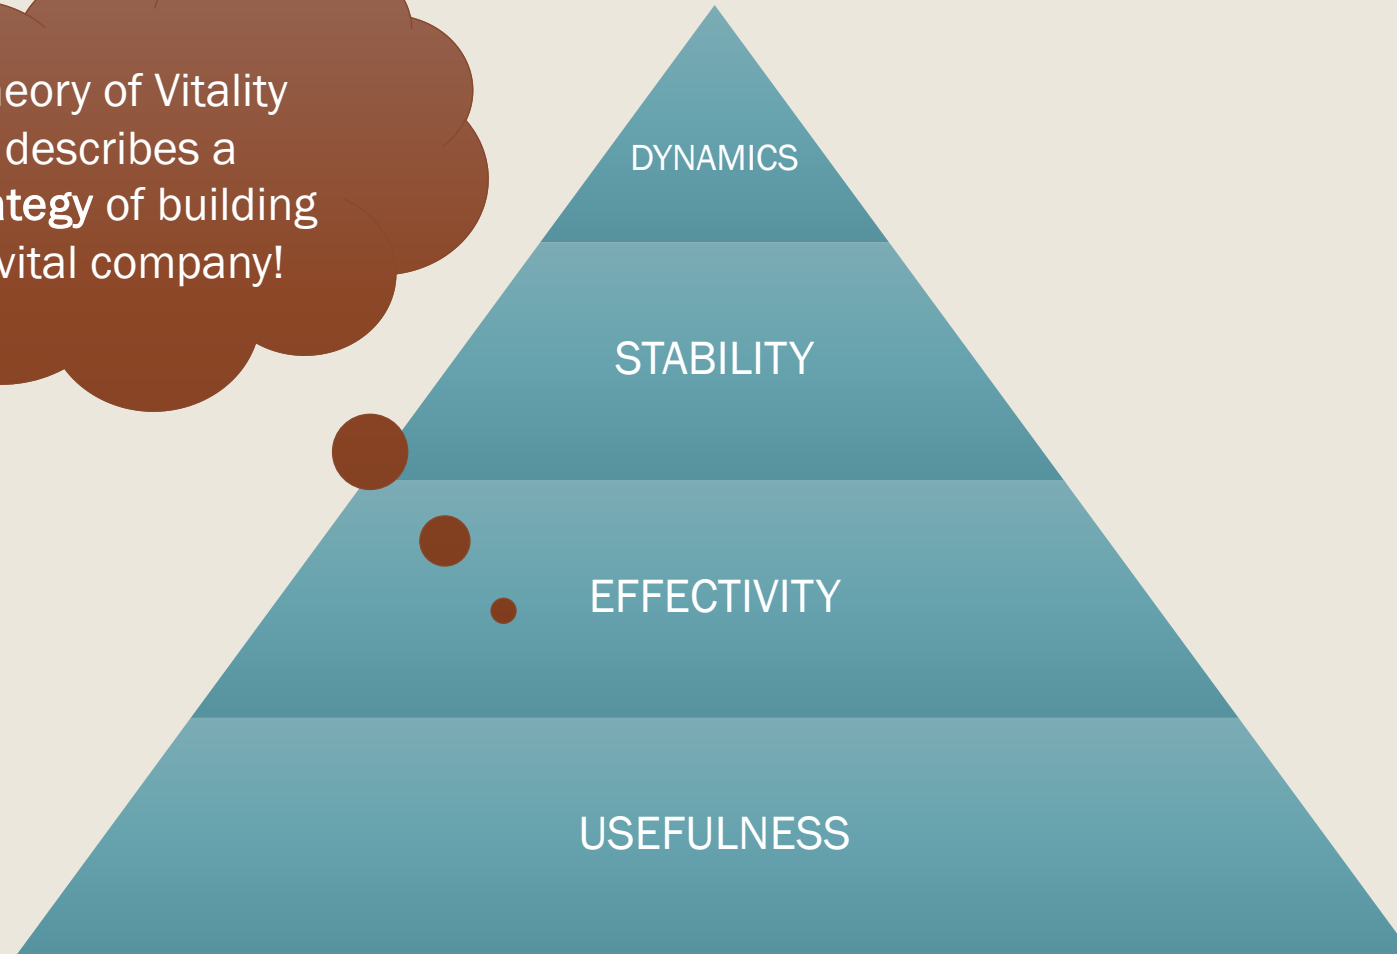 eory of Vitality
describes a
tegy of building
vital company!
DYNAMICS
STABILITY
EFFECTIVITY
USEFULNESS